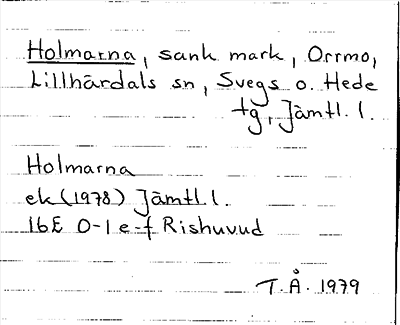 Holmarna, sank mark, Orrmo,
Lillhärdals sn, Svegs o. Hede
tg, Jämtl. l.
Holmarna
ek (1978) Jämtl. l.
16E 0-1 e-f Rishuvud
T.Å. 1979